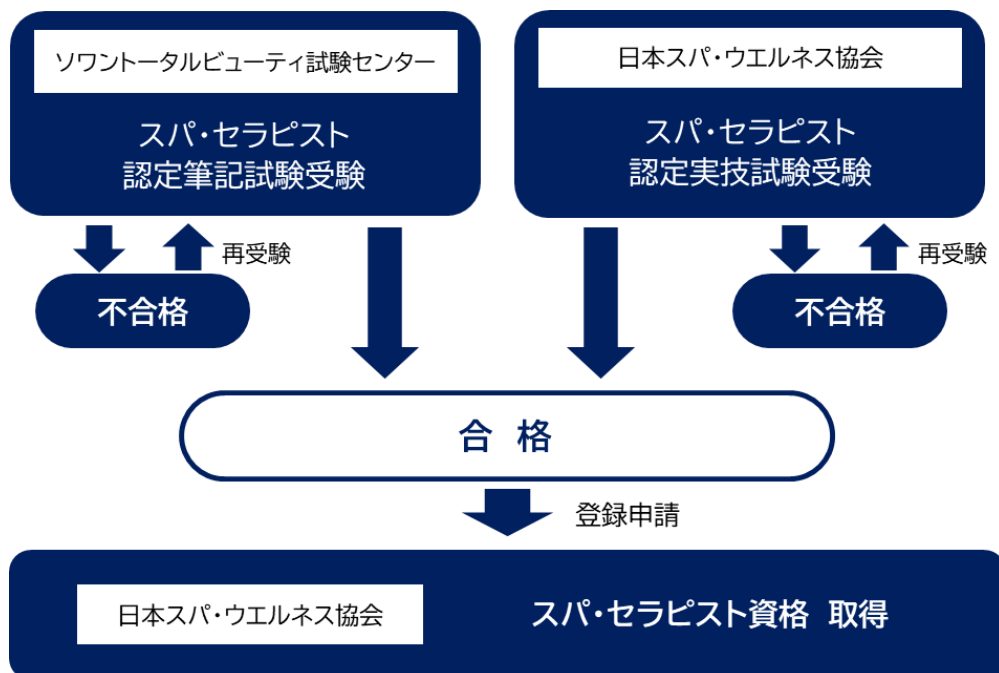 ソワントータルビューティ試験センター
スパ・セラピスト
認定筆記試験受験
再受験
不合格
日本スパ・ウエルネス協会
スパ・セラピスト
認定実技試験受験
再受験
不合格
合 格
登録申請
日本スパ・ウエルネス協会
スパ・セラピスト資格 取得